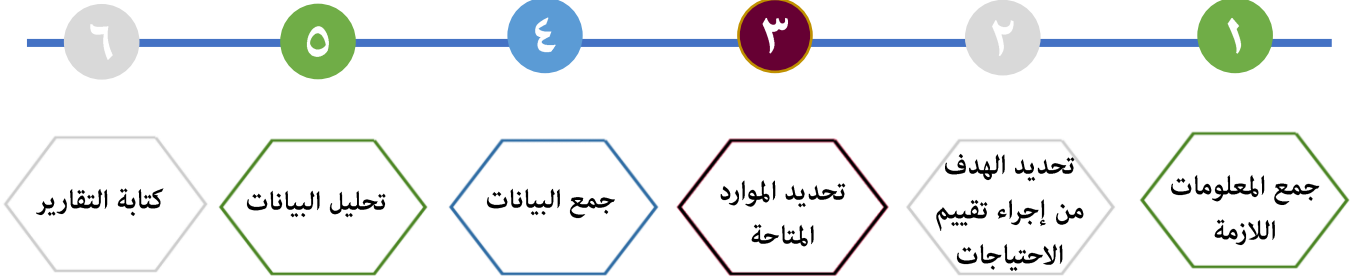 ١
٢
٣
٤
٥
٦
جمع المعلومات
اللازمة
تحديد الهدف
من إجراء تقييم
الاحتياجات
تحديد الموارد
المتاحة
جمع البيانات
تحليل البيانات
كتابة التقارير